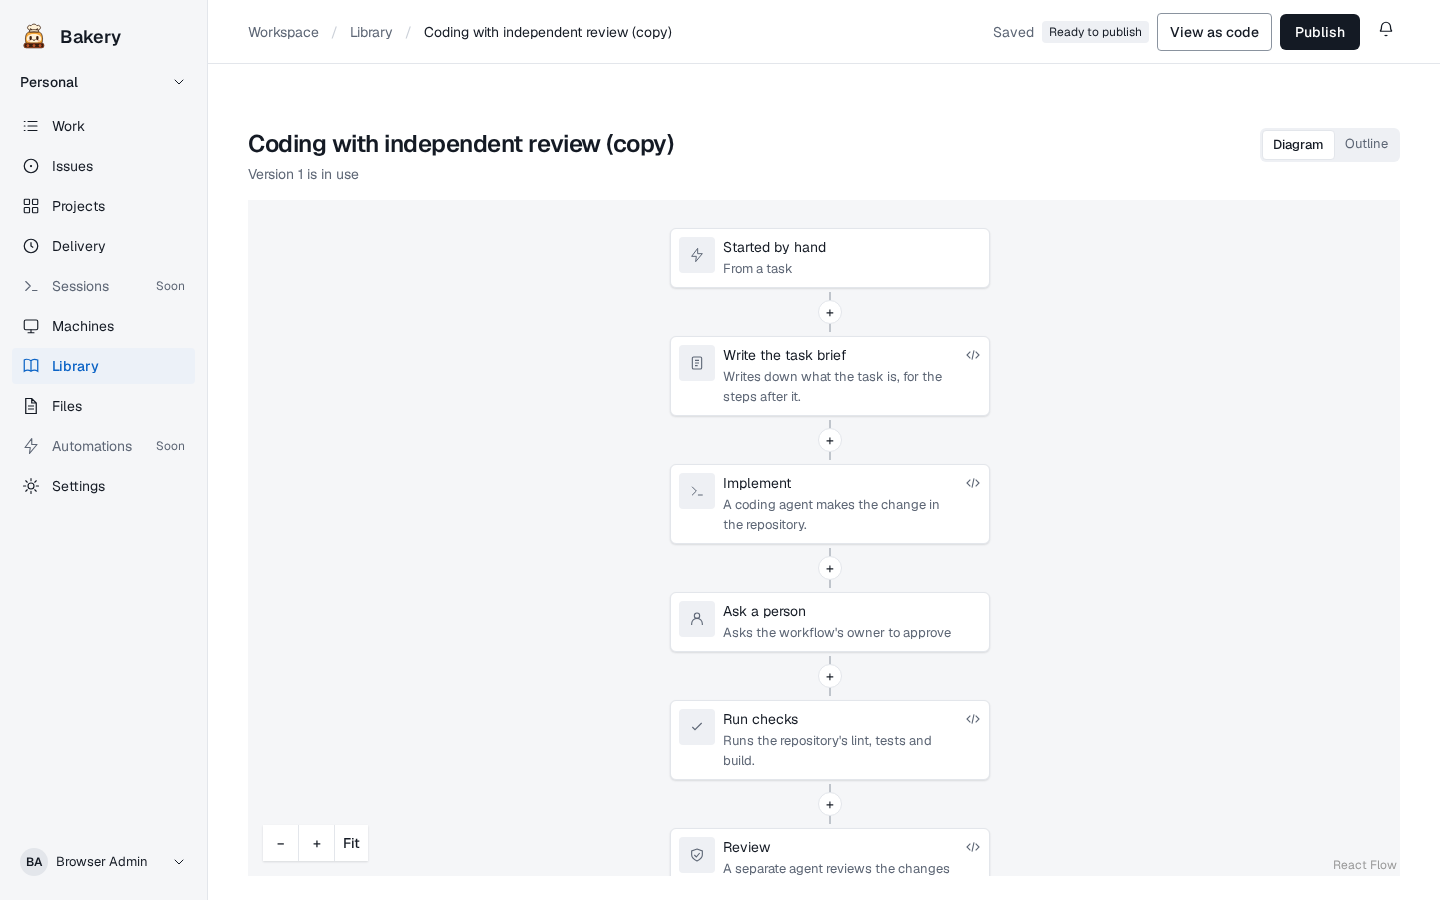 Bakery
Personal
Work
Issues
Projects
Delivery
Sessions Soon
Machines
Library
Files
Automations Soon
Settings
BA Browser Admin
Workspace / Library / Coding with independent review (copy)
Saved Ready to publish View as code Publish
Coding with independent review (copy)
Version 1 is in use
Diagram Outline
Started by hand
From a task
+
Write the task brief
Writes down what the task is, for the
steps after it.
+
Implement
A coding agent makes the change in
the repository.
+
Ask a person
Asks the workflow's owner to approve
+
Run checks
Runs the repository's lint, tests and
build.
+
Review
A separate agent reviews the changes
− + Fit
React Flow